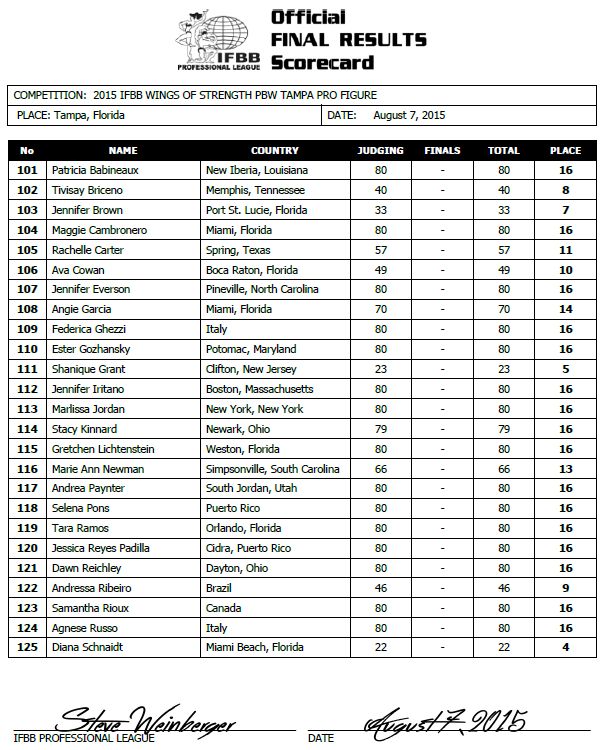 Official
FINAL RESULTS
Scorecard
IFBB
PROFESSIONAL LEAGUE
COMPETITION: 2015 IFBB WINGS OF STRENGTH PBW TAMPA PRO FIGURE
PLACE: Tampa, Florida DATE: August 7, 2015
No NAME COUNTRY JUDGING FINALS TOTAL PLACE
101 Patricia Babineaux New Iberia, Louisiana 80 - 80 16
102 Tivisay Briceno Memphis, Tennessee 40 - 40 8
103 Jennifer Brown Port St. Lucie, Florida 33 - 33 7
104 Maggie Cambronero Miami, Florida 80 - 80 16
105 Rachelle Carter Spring, Texas 57 - 57 11
106 Ava Cowan Boca Raton, Florida 49 - 49 10
107 Jennifer Everson Pineville, North Carolina 80 - 80 16
108 Angie Garcia Miami, Florida 70 - 70 14
109 Federica Ghezzi Italy 80 - 80 16
110 Ester Gozhansky Potomac, Maryland 80 - 80 16
111 Shanique Grant Clifton, New Jersey 23 - 23 5
112 Jennifer Iritano Boston, Massachusetts 80 - 80 16
113 Marlissa Jordan New York, New York 80 - 80 16
114 Stacy Kinnard Newark, Ohio 79 - 79 16
115 Gretchen Lichtenstein Weston, Florida 80 - 80 16
116 Marie Ann Newman Simpsonville, South Carolina 66 - 66 13
117 Andrea Paynter South Jordan, Utah 80 - 80 16
118 Selena Pons Puerto Rico 80 - 80 16
119 Tara Ramos Orlando, Florida 80 - 80 16
120 Jessica Reyes Padilla Cidra, Puerto Rico 80 - 80 16
121 Dawn Reichley Dayton, Ohio 80 - 80 16
122 Andressa Ribeiro Brazil 46 - 46 9
123 Samantha Rioux Canada 80 - 80 16
124 Agnese Russo Italy 80 - 80 16
125 Diana Schnaidt Miami Beach, Florida 22 - 22 4
Steve Weinberger August 7, 2015
IFBB PROFESSIONAL LEAGUE DATE